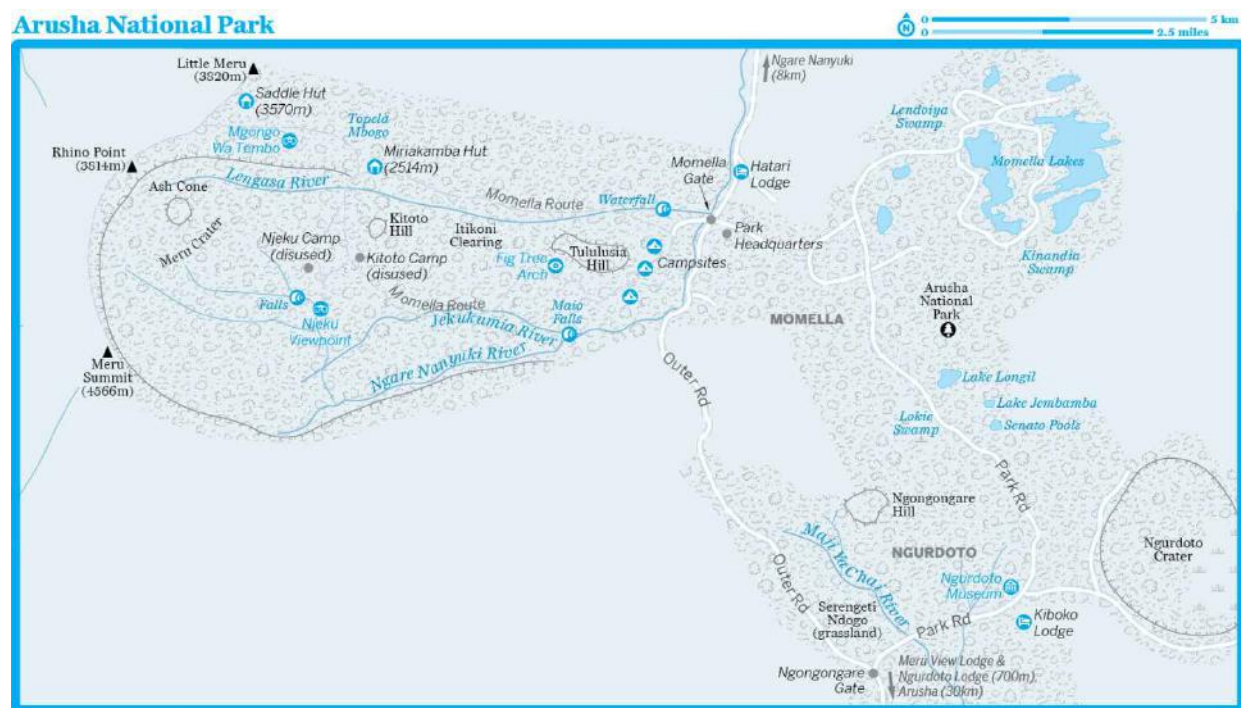 Arusha National Park
N
0
5 km
0
2.5 miles
Little Meru
(3820m)
Saddle Hut
(3570m)
Mgongo
Wa Tembo
Topela
Mbogo
Miriakamba Hut
(2514m)
Rhino Point
(3814m)
Ash Cone
Lengasa River
Momella Route
Waterfall
Momella
Gate
Hatari
Lodge
Ngare Nanyuki
(8km)
Lendoiya
Swamp
Momella Lakes
Meru Crater
Kitoto
Hill
Itikoni
Clearing
Park
Headquarters
Njeku Camp
(disused)
Kitoto Camp
(disused)
Fig Tree
Arch
Tululusia
Hill
Campsites
Kinandia
Swamp
Arusha
National
Park
Falls
Njeku
Viewpoint
Momella Route
Jekukumia River
Maio
Falls
MOMELLA
Meru
Summit
(4566m)
Ngare Nanyuki River
Outer Rd
Lake Longil
Lake Jembamba
Senato Pools
Lokie
Swamp
Park Rd
Ngongongare
Hill
Maji Ya Chai River
NGURDOTO
Ngurdoto
Crater
Outer Rd
Ngurdoto
Museum
Serengeti
Ndogo
(grassland)
Park Rd
Kiboko
Lodge
Ngongongare
Gate
Meru View Lodge &
Ngurdoto Lodge (700m);
Arusha (30km)